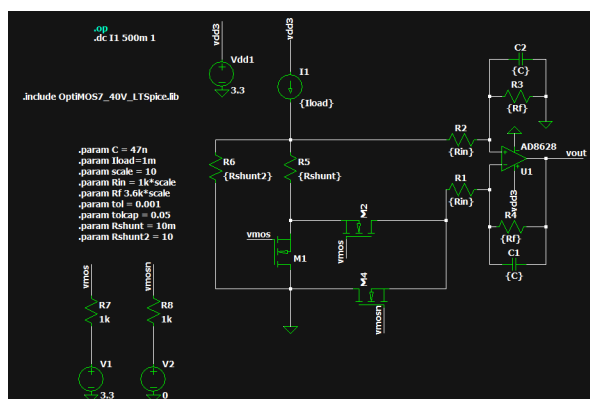 .op
.dc I1 500m 1
vdd3
Vdd1
3.3
vdd3
I1
{Iload}
.include OptiMOS7_40V_LTSpice.lib
C2
{C}
R3
{Rf}
R2
{Rin}
AD8628
U1
vout
vdd3
R1
{Rin}
R4
{Rf}
C1
{C}
R6
{Rshunt2}
R5
{Rshunt}
.param C = 47n
.param Iload=1m
.param scale = 10
.param Rin = 1k*scale
.param Rf 3.6k*scale
.param tol = 0.001
.param tolcap = 0.05
.param Rshunt = 10m
.param Rshunt2 = 10
M2
vmos
vmos
M1
M4
vmosn
vmos
R7
1k
V1
3.3
vmosn
R8
1k
V2
0